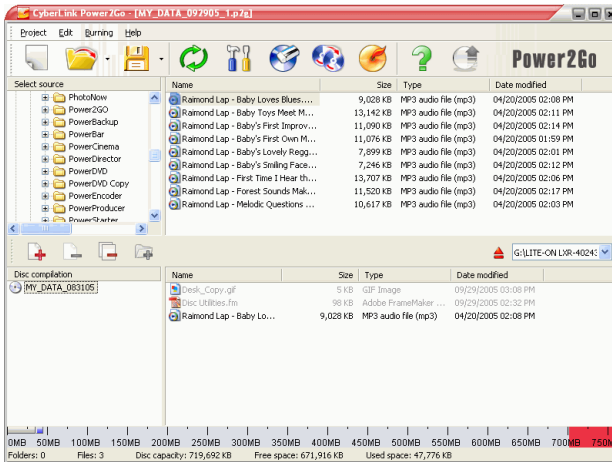 CyberLink Power2Go - [MY_DATA_092905_1.p2g]
Project Edit Burning Help
Power2Go
Select source
Name Size Type Date modified
PhotoNow
Power2GO
PowerBackup
PowerBar
PowerCinema
PowerDirector
PowerDVD
PowerDVD Copy
PowerEncoder
PowerProducer
PowerStarter
Raimond Lap - Baby Loves Blues.... 9,028 KB MP3 audio file (mp3) 04/20/2005 02:08 PM
Raimond Lap - Baby Toys Meet M... 13,142 KB MP3 audio file (mp3) 04/20/2005 02:11 PM
Raimond Lap - Baby's First Improv... 11,090 KB MP3 audio file (mp3) 04/20/2005 02:14 PM
Raimond Lap - Baby's First Own M... 11,076 KB MP3 audio file (mp3) 04/20/2005 01:59 PM
Raimond Lap - Baby's Lovely Regg... 7,899 KB MP3 audio file (mp3) 04/20/2005 02:01 PM
Raimond Lap - Baby's Smiling Face... 7,246 KB MP3 audio file (mp3) 04/20/2005 02:12 PM
Raimond Lap - First Time I Hear th... 13,707 KB MP3 audio file (mp3) 04/20/2005 02:06 PM
Raimond Lap - Forest Sounds Mak... 11,520 KB MP3 audio file (mp3) 04/20/2005 02:17 PM
Raimond Lap - Melodic Questions ... 10,617 KB MP3 audio file (mp3) 04/20/2005 02:03 PM
G:\LITE-ON LXR-4024
Disc compilation
Name Size Type Date modified
MY_DATA_083105
Desk_Copy.gif 5 KB GIF Image 09/29/2005 03:08 PM
Disc Utilities.fm 98 KB Adobe FrameMaker ... 09/29/2005 02:32 PM
Raimond Lap - Baby Lo... 9,028 KB MP3 audio file (mp3) 04/20/2005 02:08 PM
0MB 50MB 100MB 150MB 200MB 250MB 300MB 350MB 400MB 450MB 500MB 550MB 600MB 650MB 700MB 750M
Folders: 0 Files: 3 Disc capacity: 719,692 KB Free space: 671,916 KB Used space: 47,776 KB